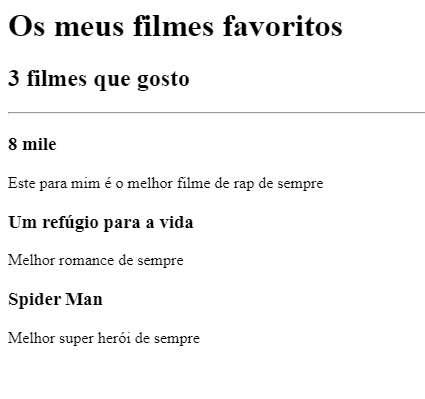 Os meus filmes favoritos
3 filmes que gosto
8 mile
Este para mim é o melhor filme de rap de sempre
Um refúgio para a vida
Melhor romance de sempre
Spider Man
Melhor super herói de sempre